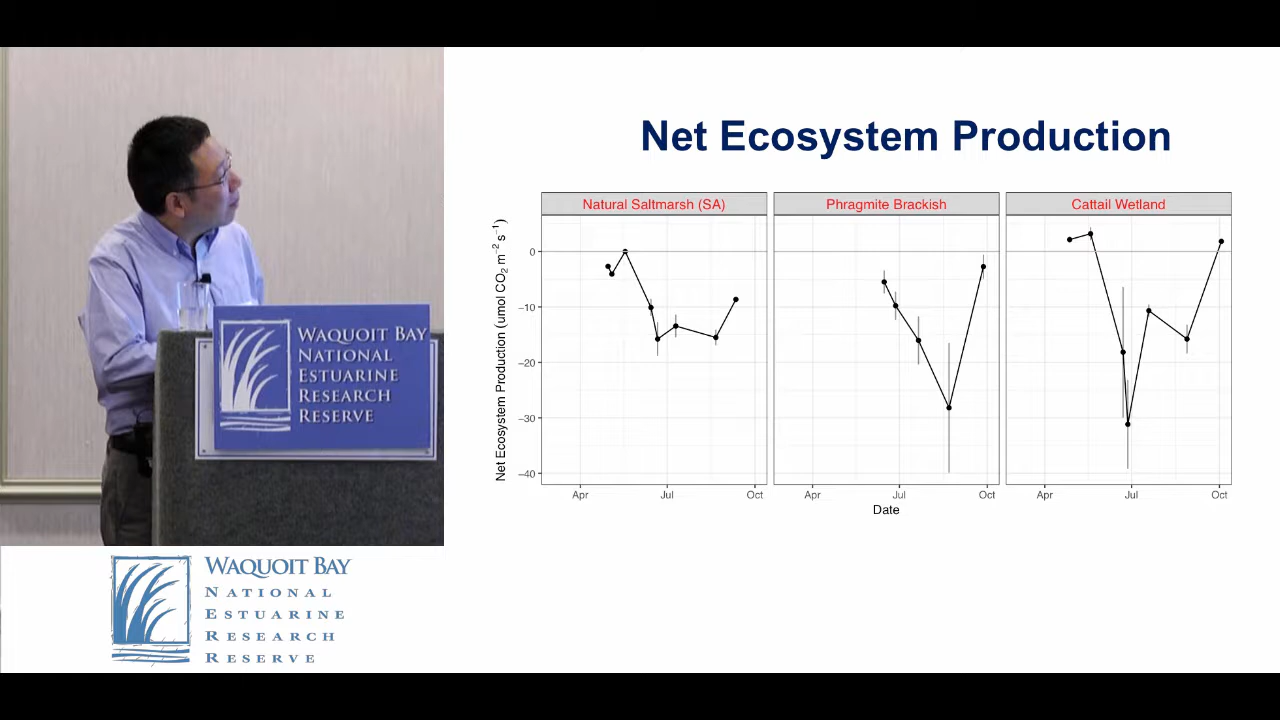 Net Ecosystem Production
Natural Saltmarsh (SA)
Phragmite Brackish
Cattail Wetland
Net Ecosystem Production (umol CO₂ m⁻² s⁻¹)
0
−10
−20
−30
−40
Apr Jul Oct
Apr Jul Oct
Apr Jul Oct
Date
WAQUOIT BAY
NATIONAL
ESTUARINE
RESEARCH
RESERVE
WAQUOIT BAY
NATIONAL
ESTUARINE
RESEARCH
RESERVE